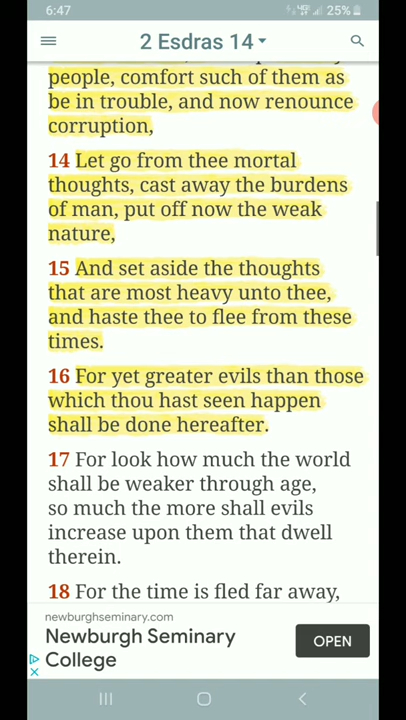 6:47
25%
2 Esdras 14
people, comfort such of them as
be in trouble, and now renounce
corruption,
14 Let go from thee mortal
thoughts, cast away the burdens
of man, put off now the weak
nature,
15 And set aside the thoughts
that are most heavy unto thee,
and haste thee to flee from these
times.
16 For yet greater evils than those
which thou hast seen happen
shall be done hereafter.
17 For look how much the world
shall be weaker through age,
so much the more shall evils
increase upon them that dwell
therein.
18 For the time is fled far away,
newburghseminary.com
Newburgh Seminary
College
OPEN